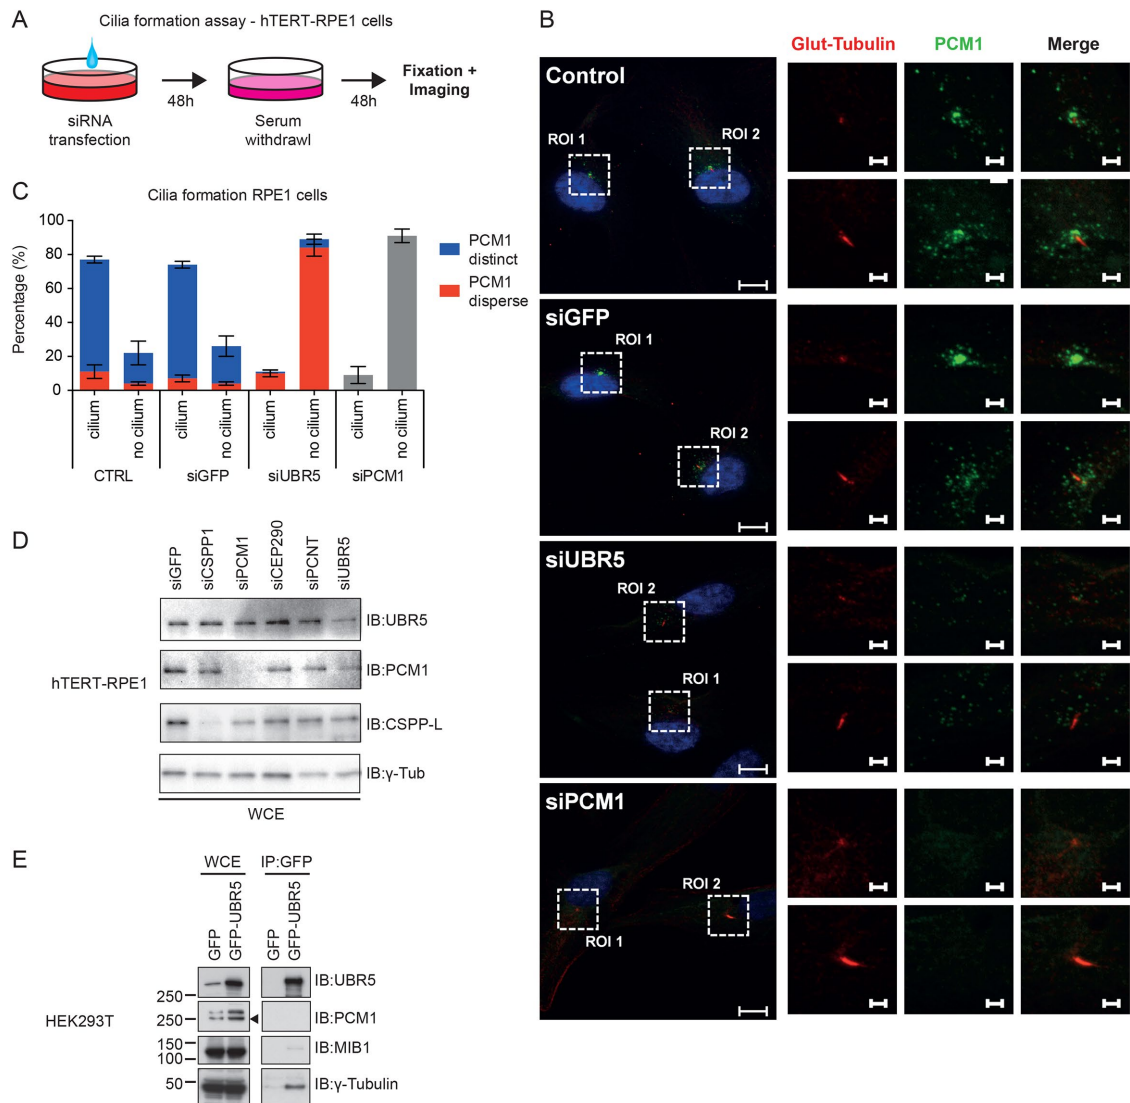 A
Cilia formation assay - hTERT-RPE1 cells
siRNA
transfection
48h
Serum
withdrawl
48h
Fixation +
Imaging
B
Glut-Tubulin
PCM1
Merge
Control
ROI 1
ROI 2
siGFP
ROI 1
ROI 2
siUBR5
ROI 2
ROI 1
siPCM1
ROI 2
ROI 1
C
Cilia formation RPE1 cells
Percentage (%)
100
80
60
40
20
0
PCM1
distinct
PCM1
disperse
cilium
no cilium
cilium
no cilium
cilium
no cilium
cilium
no cilium
CTRL
siGFP
siUBR5
siPCM1
D
siGFP
siCSPP1
siPCM1
siCEP290
siPCNT
siUBR5
hTERT-RPE1
IB:UBR5
IB:PCM1
IB:CSPP-L
IB:γ-Tub
WCE
E
WCE
IP:GFP
GFP
GFP-UBR5
GFP
GFP-UBR5
HEK293T
250
IB:UBR5
250
IB:PCM1
150
100
IB:MIB1
50
IB:γ-Tubulin